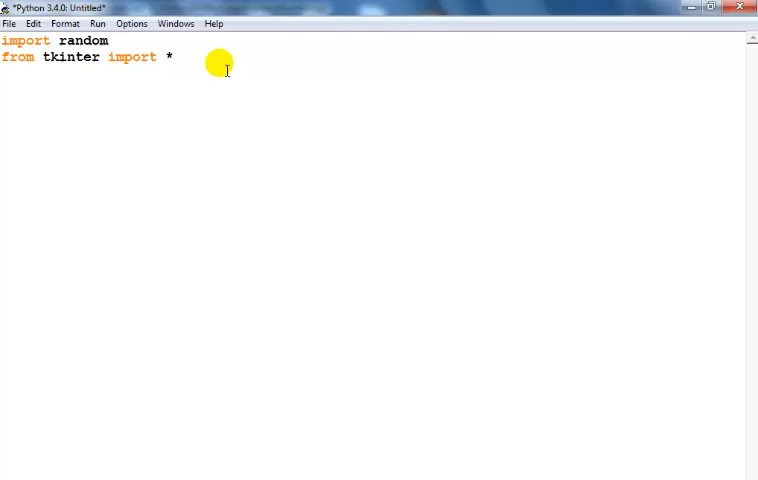 *Python 3.4.0: Untitled*
File Edit Format Run Options Windows Help
import random
from tkinter import *